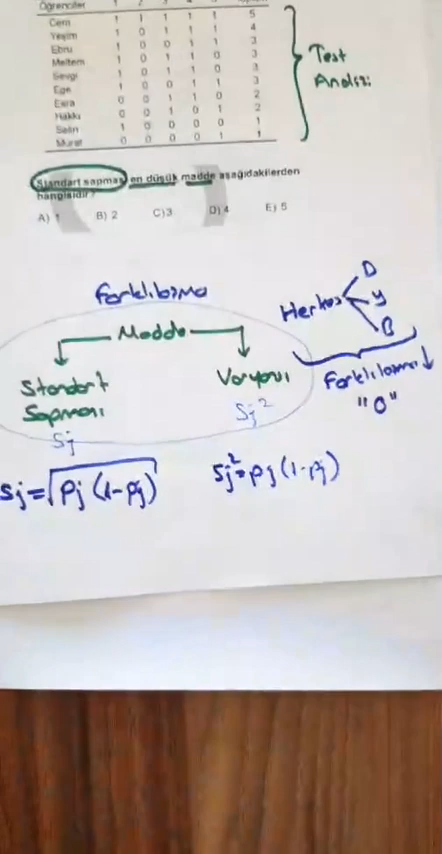 Öğrenciler 1 2 3 4 5
Cem 1 1 1 1 1 5
Yeşim 1 0 1 1 1 4
Ebru 1 0 0 1 1 3
Meltem 1 0 1 1 0 3
Sevgi 1 0 1 1 0 3
Ege 1 0 0 1 1 3
Esra 0 0 1 1 0 2
Hakkı 0 0 1 0 1 2
Selin 1 0 0 0 0 1
Murat 0 0 0 0 1 1
Test
Analizi
Standart sapması en düşük madde aşağıdakilerden
hangisidir?
A) 1 B) 2 C) 3 D) 4 E) 5
Farklılaşma
Madde
Herkes D
y
B
Standart
Sapması
Sj
Varyansı
Sj²
Farklılaşma ↓
"0"
Sj=√pj(1-pj)
Sj²=pj(1-pj)